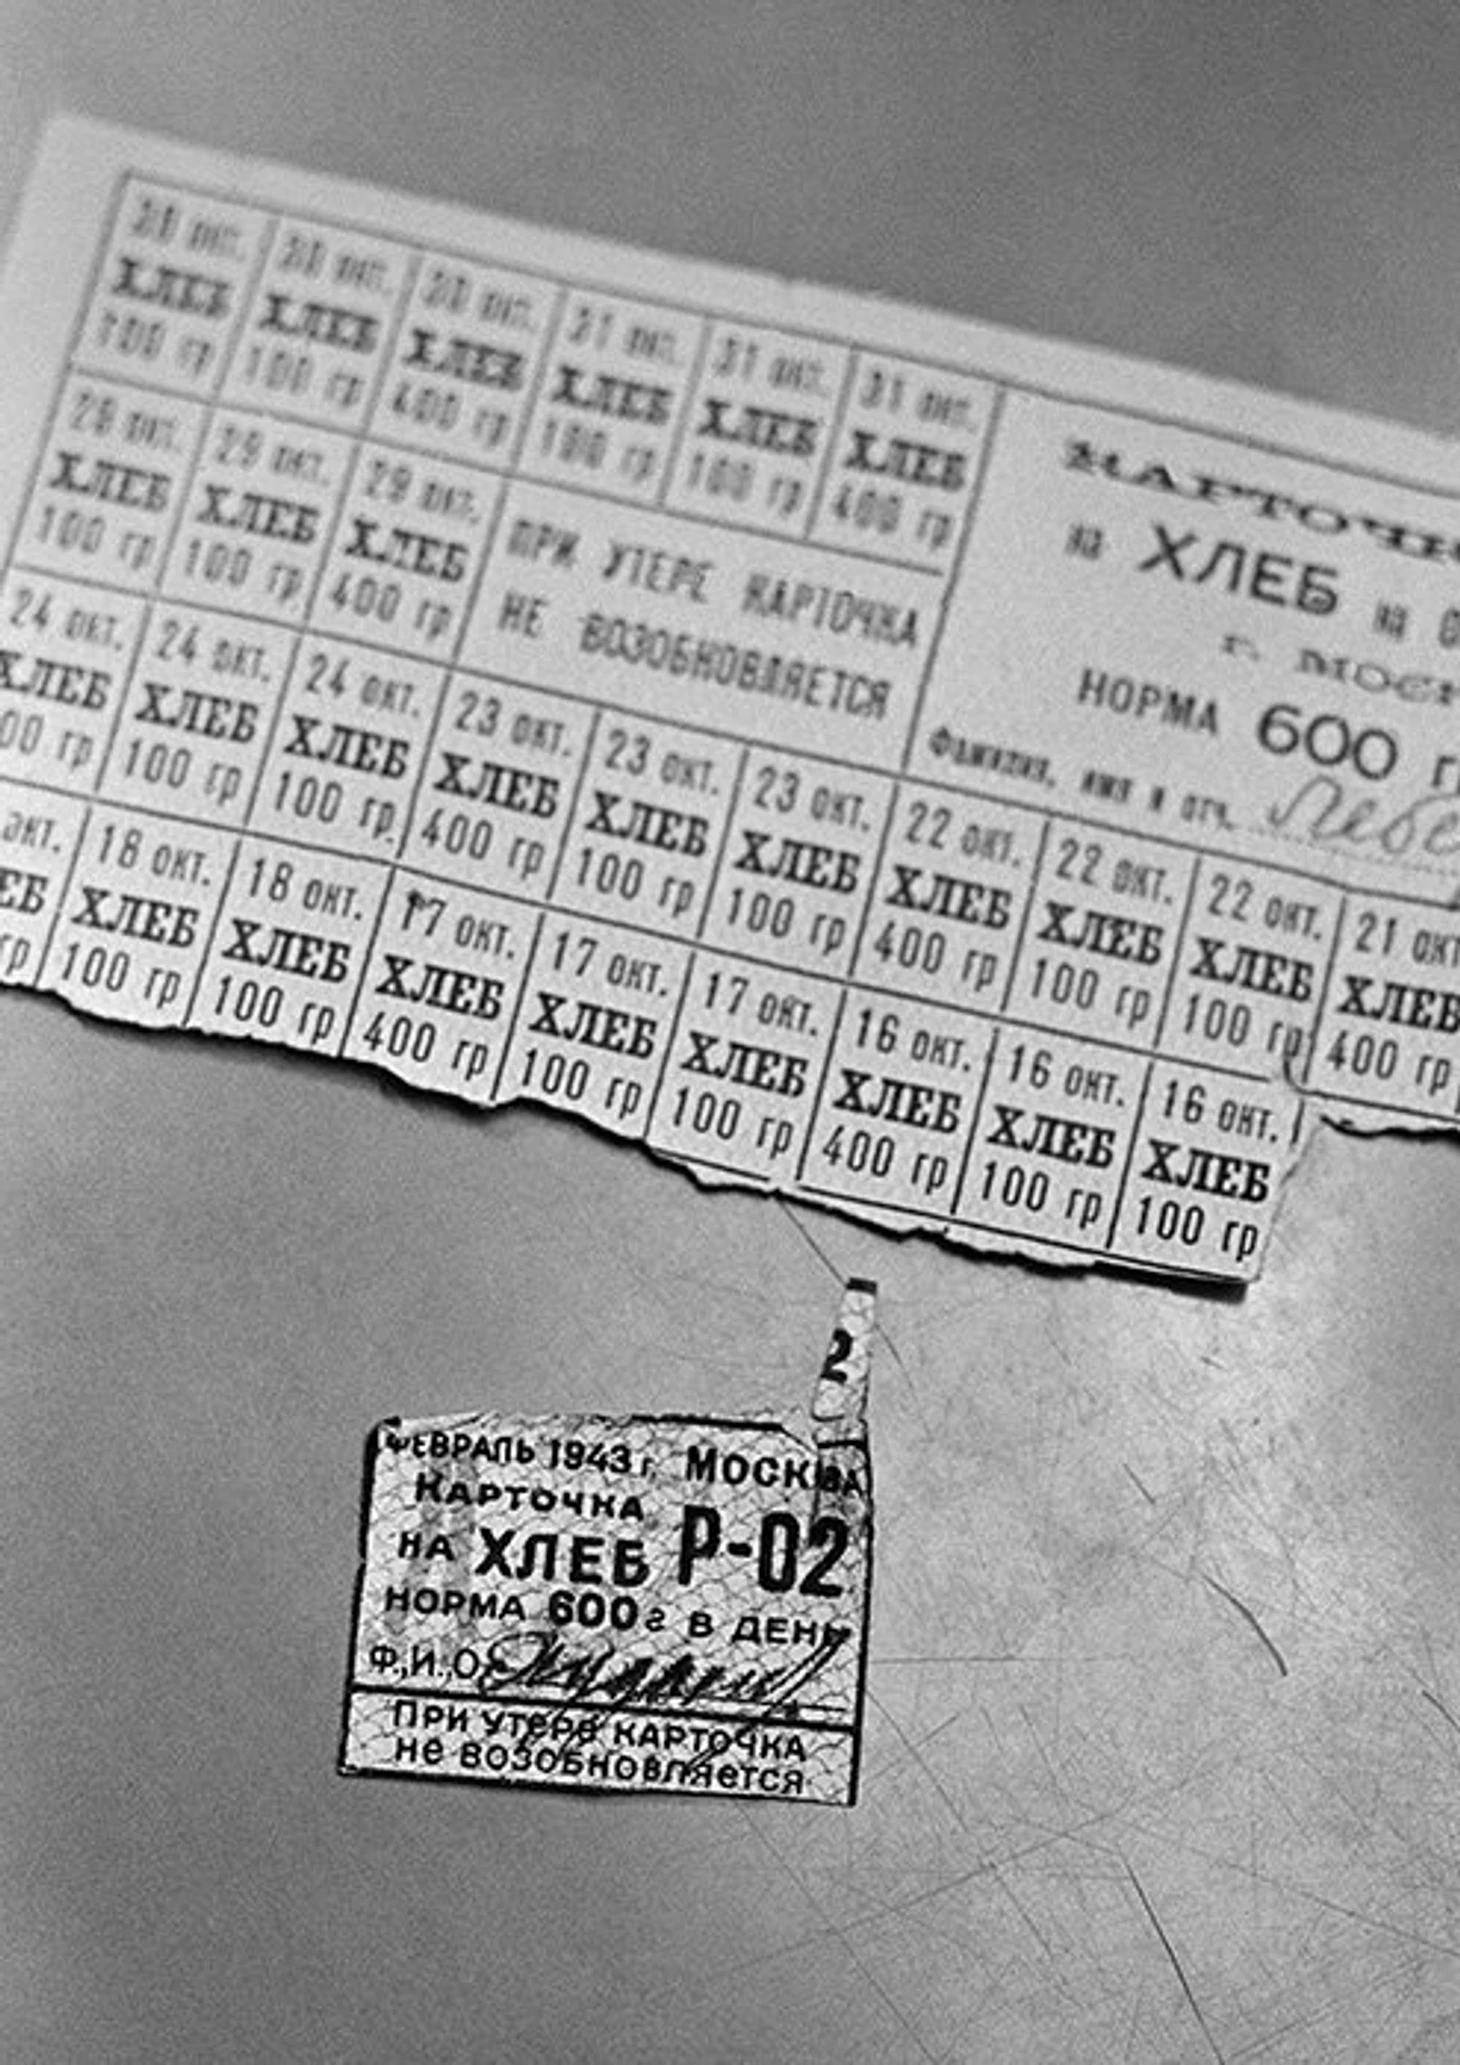 30 окт. 30 окт. 30 окт. 31 окт. 31 окт. 31 окт.
ХЛЕБ ХЛЕБ ХЛЕБ ХЛЕБ ХЛЕБ ХЛЕБ
100 гр 100 гр 400 гр 100 гр 100 гр 400 гр
29 окт. 29 окт. 29 окт.
ХЛЕБ ХЛЕБ ХЛЕБ
100 гр 100 гр 400 гр
ПРИ УТЕРЕ КАРТОЧКА
НЕ ВОЗОБНОВЛЯЕТСЯ
КАРТОЧК
на ХЛЕБ на
г. МОСК
НОРМА 600 г
Фамилия, имя и отч.
24 окт. 24 окт. 24 окт. 23 окт. 23 окт. 23 окт. 22 окт. 22 окт. 22 окт. 21 окт
ХЛЕБ ХЛЕБ ХЛЕБ ХЛЕБ ХЛЕБ ХЛЕБ ХЛЕБ ХЛЕБ ХЛЕБ ХЛЕБ
00 гр 100 гр 100 гр. 400 гр 100 гр 100 гр 400 гр 100 гр 100 гр 400 гр
окт. 18 окт. 18 окт. 17 окт. 17 окт. 17 окт. 16 окт. 16 окт. 16 окт.
ЕБ ХЛЕБ ХЛЕБ ХЛЕБ ХЛЕБ ХЛЕБ ХЛЕБ ХЛЕБ ХЛЕБ
гр 100 гр 100 гр 400 гр 100 гр 100 гр 400 гр 100 гр 100 гр
2
ФЕВРАЛЬ 1943 г. МОСКВА
КАРТОЧКА
НА ХЛЕБ Р-02
НОРМА 600 г В ДЕНЬ
Ф.,И.,О.
ПРИ УТЕРЕ КАРТОЧКА
не возобновляется